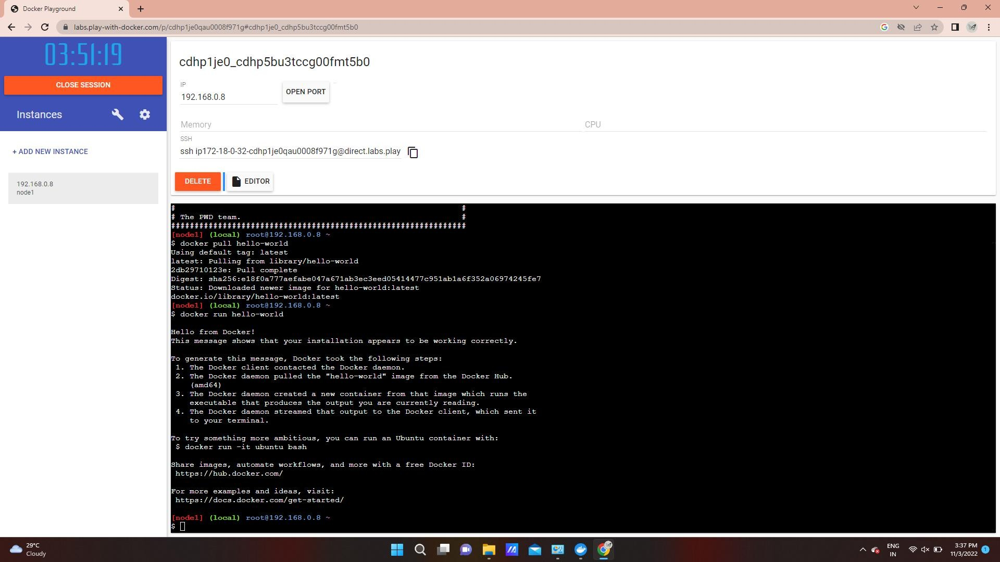 Docker Playground
labs.play-with-docker.com/p/cdhp1je0qau0008f971g#cdhp1je0_cdhp5bu3tccg00fmt5b0
03:51:19
CLOSE SESSION
Instances
+ ADD NEW INSTANCE
192.168.0.8
node1
cdhp1je0_cdhp5bu3tccg00fmt5b0
IP
192.168.0.8
OPEN PORT
Memory
CPU
SSH
ssh ip172-18-0-32-cdhp1je0qau0008f971g@direct.labs.play
DELETE
EDITOR
# #
# The PWD team. #
###############################################################
[node1] (local) root@192.168.0.8 ~
$ docker pull hello-world
Using default tag: latest
latest: Pulling from library/hello-world
2db29710123e: Pull complete
Digest: sha256:e18f0a777aefabe047a671ab3ec3eed05414477c951ab1a6f352a06974245fe7
Status: Downloaded newer image for hello-world:latest
docker.io/library/hello-world:latest
[node1] (local) root@192.168.0.8 ~
$ docker run hello-world
Hello from Docker!
This message shows that your installation appears to be working correctly.
To generate this message, Docker took the following steps:
1. The Docker client contacted the Docker daemon.
2. The Docker daemon pulled the "hello-world" image from the Docker Hub.
(amd64)
3. The Docker daemon created a new container from that image which runs the
executable that produces the output you are currently reading.
4. The Docker daemon streamed that output to the Docker client, which sent it
to your terminal.
To try something more ambitious, you can run an Ubuntu container with:
$ docker run -it ubuntu bash
Share images, automate workflows, and more with a free Docker ID:
https://hub.docker.com/
For more examples and ideas, visit:
https://docs.docker.com/get-started/
[node1] (local) root@192.168.0.8 ~
$
29°C
Cloudy
ENG
IN
3:37 PM
11/3/2022
1